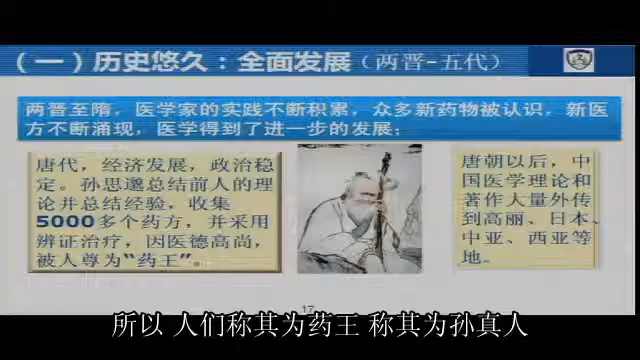 （一）历史悠久：全面发展（两晋-五代）
两晋至隋，医学家的实践不断积累，众多新药物被认识，新医
方不断涌现，医学得到了进一步的发展；
唐代，经济发展，政治稳
定。孙思邈总结前人的理
论并总结经验，收集
5000多个药方，并采用
辨证治疗，因医德高尚，
被人尊为“药王”。
唐朝以后，中
国医学理论和
著作大量外传
到高丽、日本、
中亚、西亚等
地。
17
所以 人们称其为药王 称其为孙真人